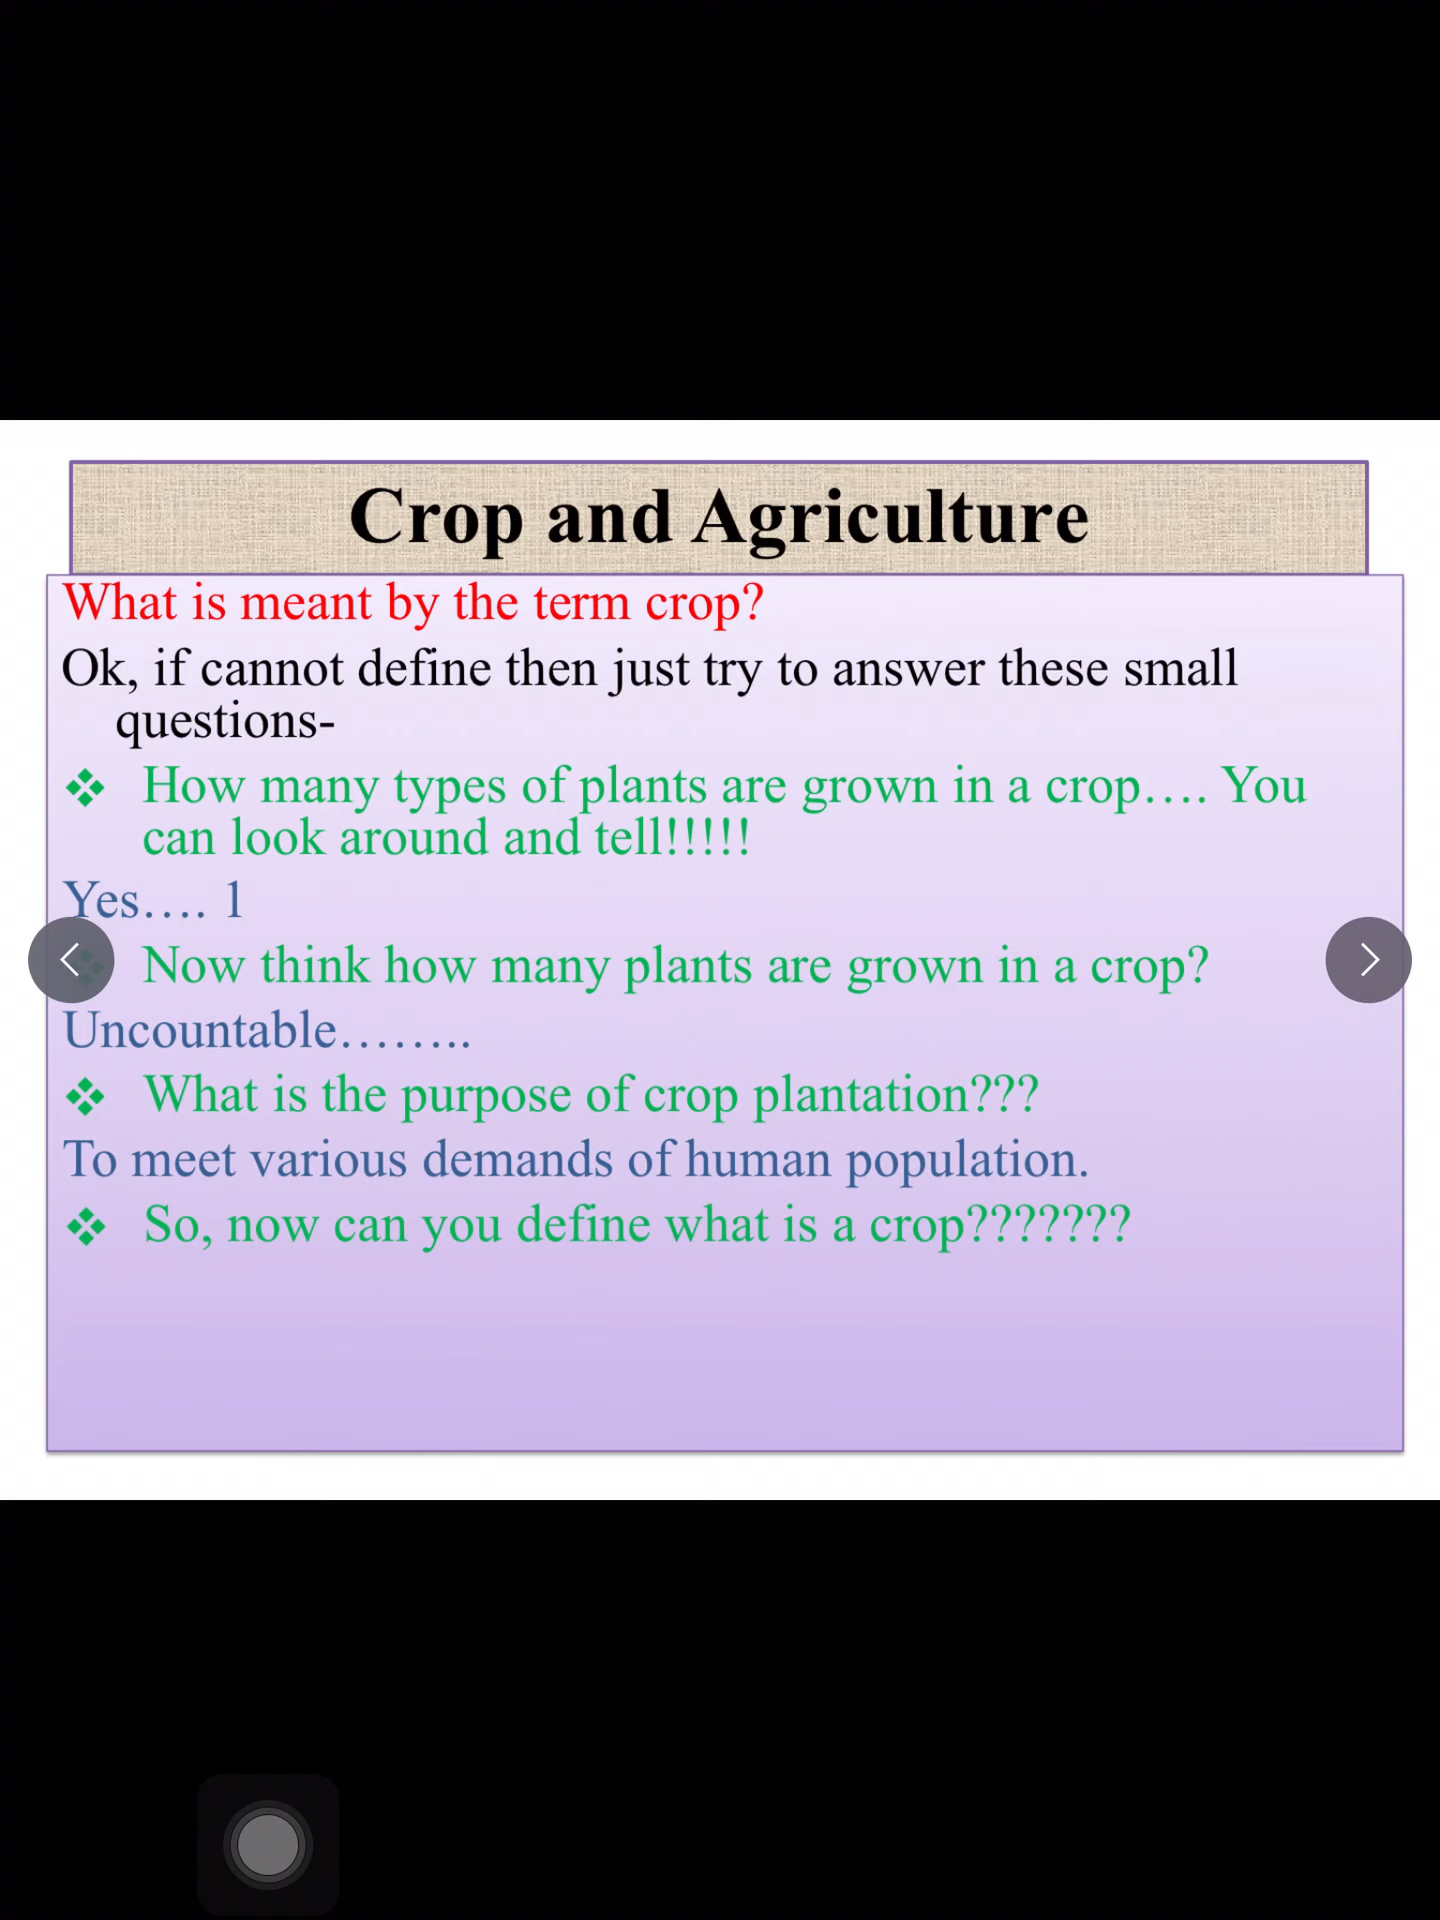 Crop and Agriculture
What is meant by the term crop?
Ok, if cannot define then just try to answer these small
questions-
❖ How many types of plants are grown in a crop…. You
can look around and tell!!!!!
Yes…. 1
❖ Now think how many plants are grown in a crop?
Uncountable……..
❖ What is the purpose of crop plantation???
To meet various demands of human population.
❖ So, now can you define what is a crop???????